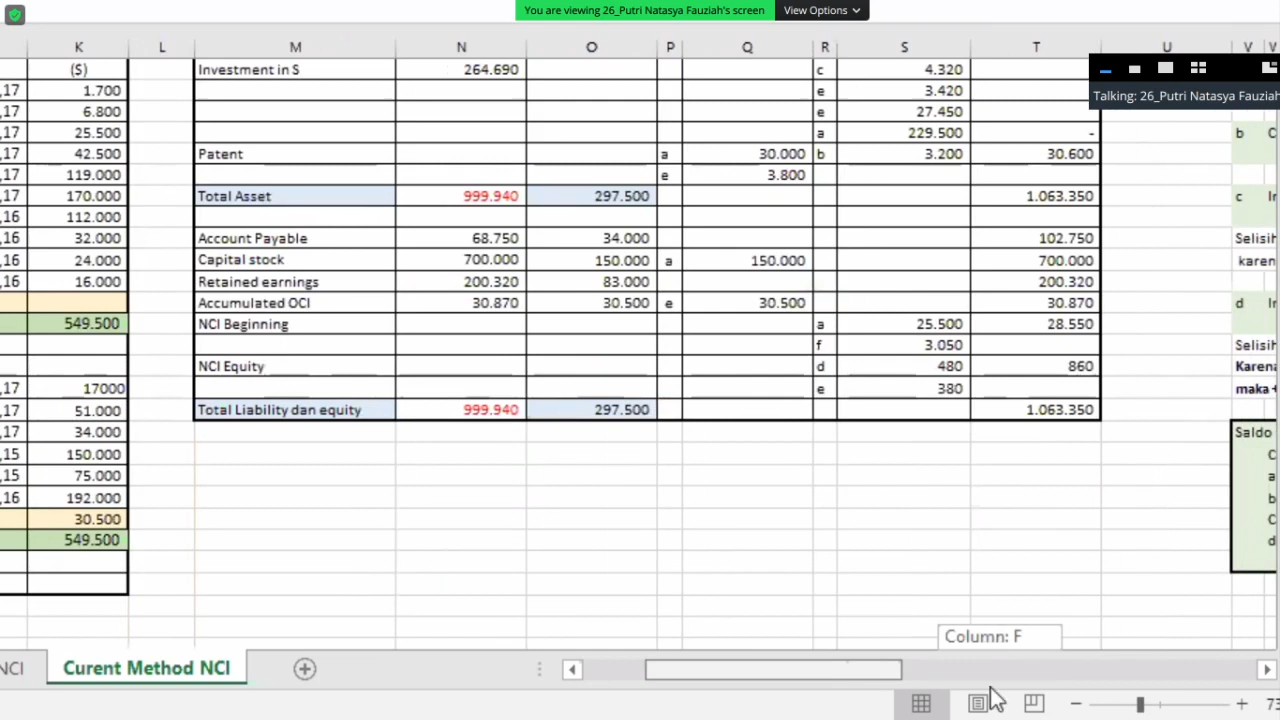 You are viewing 26_Putri Natasya Fauziah's screen View Options
K L M N O P Q R S T U V
($) Investment in S 264.690 c 4.320
,17 1.700 e 3.420
Talking: 26_Putri Natasya Fauziah
,17 6.800 e 27.450
,17 25.500 a 229.500 - b
,17 42.500 Patent a 30.000 b 3.200 30.600
,17 119.000 e 3.800
,17 170.000 Total Asset 999.940 297.500 1.063.350 c
,16 112.000
,16 32.000 Account Payable 68.750 34.000 102.750
,16 24.000 Capital stock 700.000 150.000 a 150.000 700.000
,16 16.000 Retained earnings 200.320 83.000 200.320
Accumulated OCI 30.870 30.500 e 30.500 30.870 d
549.500 NCI Beginning a 25.500 28.550
f 3.050
NCI Equity d 480 860
,17 17000 e 380 maka +
,17 51.000 Total Liability dan equity 999.940 297.500 1.063.350
,17 34.000 Saldo
,15 150.000
,15 75.000 a
,16 192.000 b
30.500
549.500 d
Column: F
NCI Curent Method NCI
73